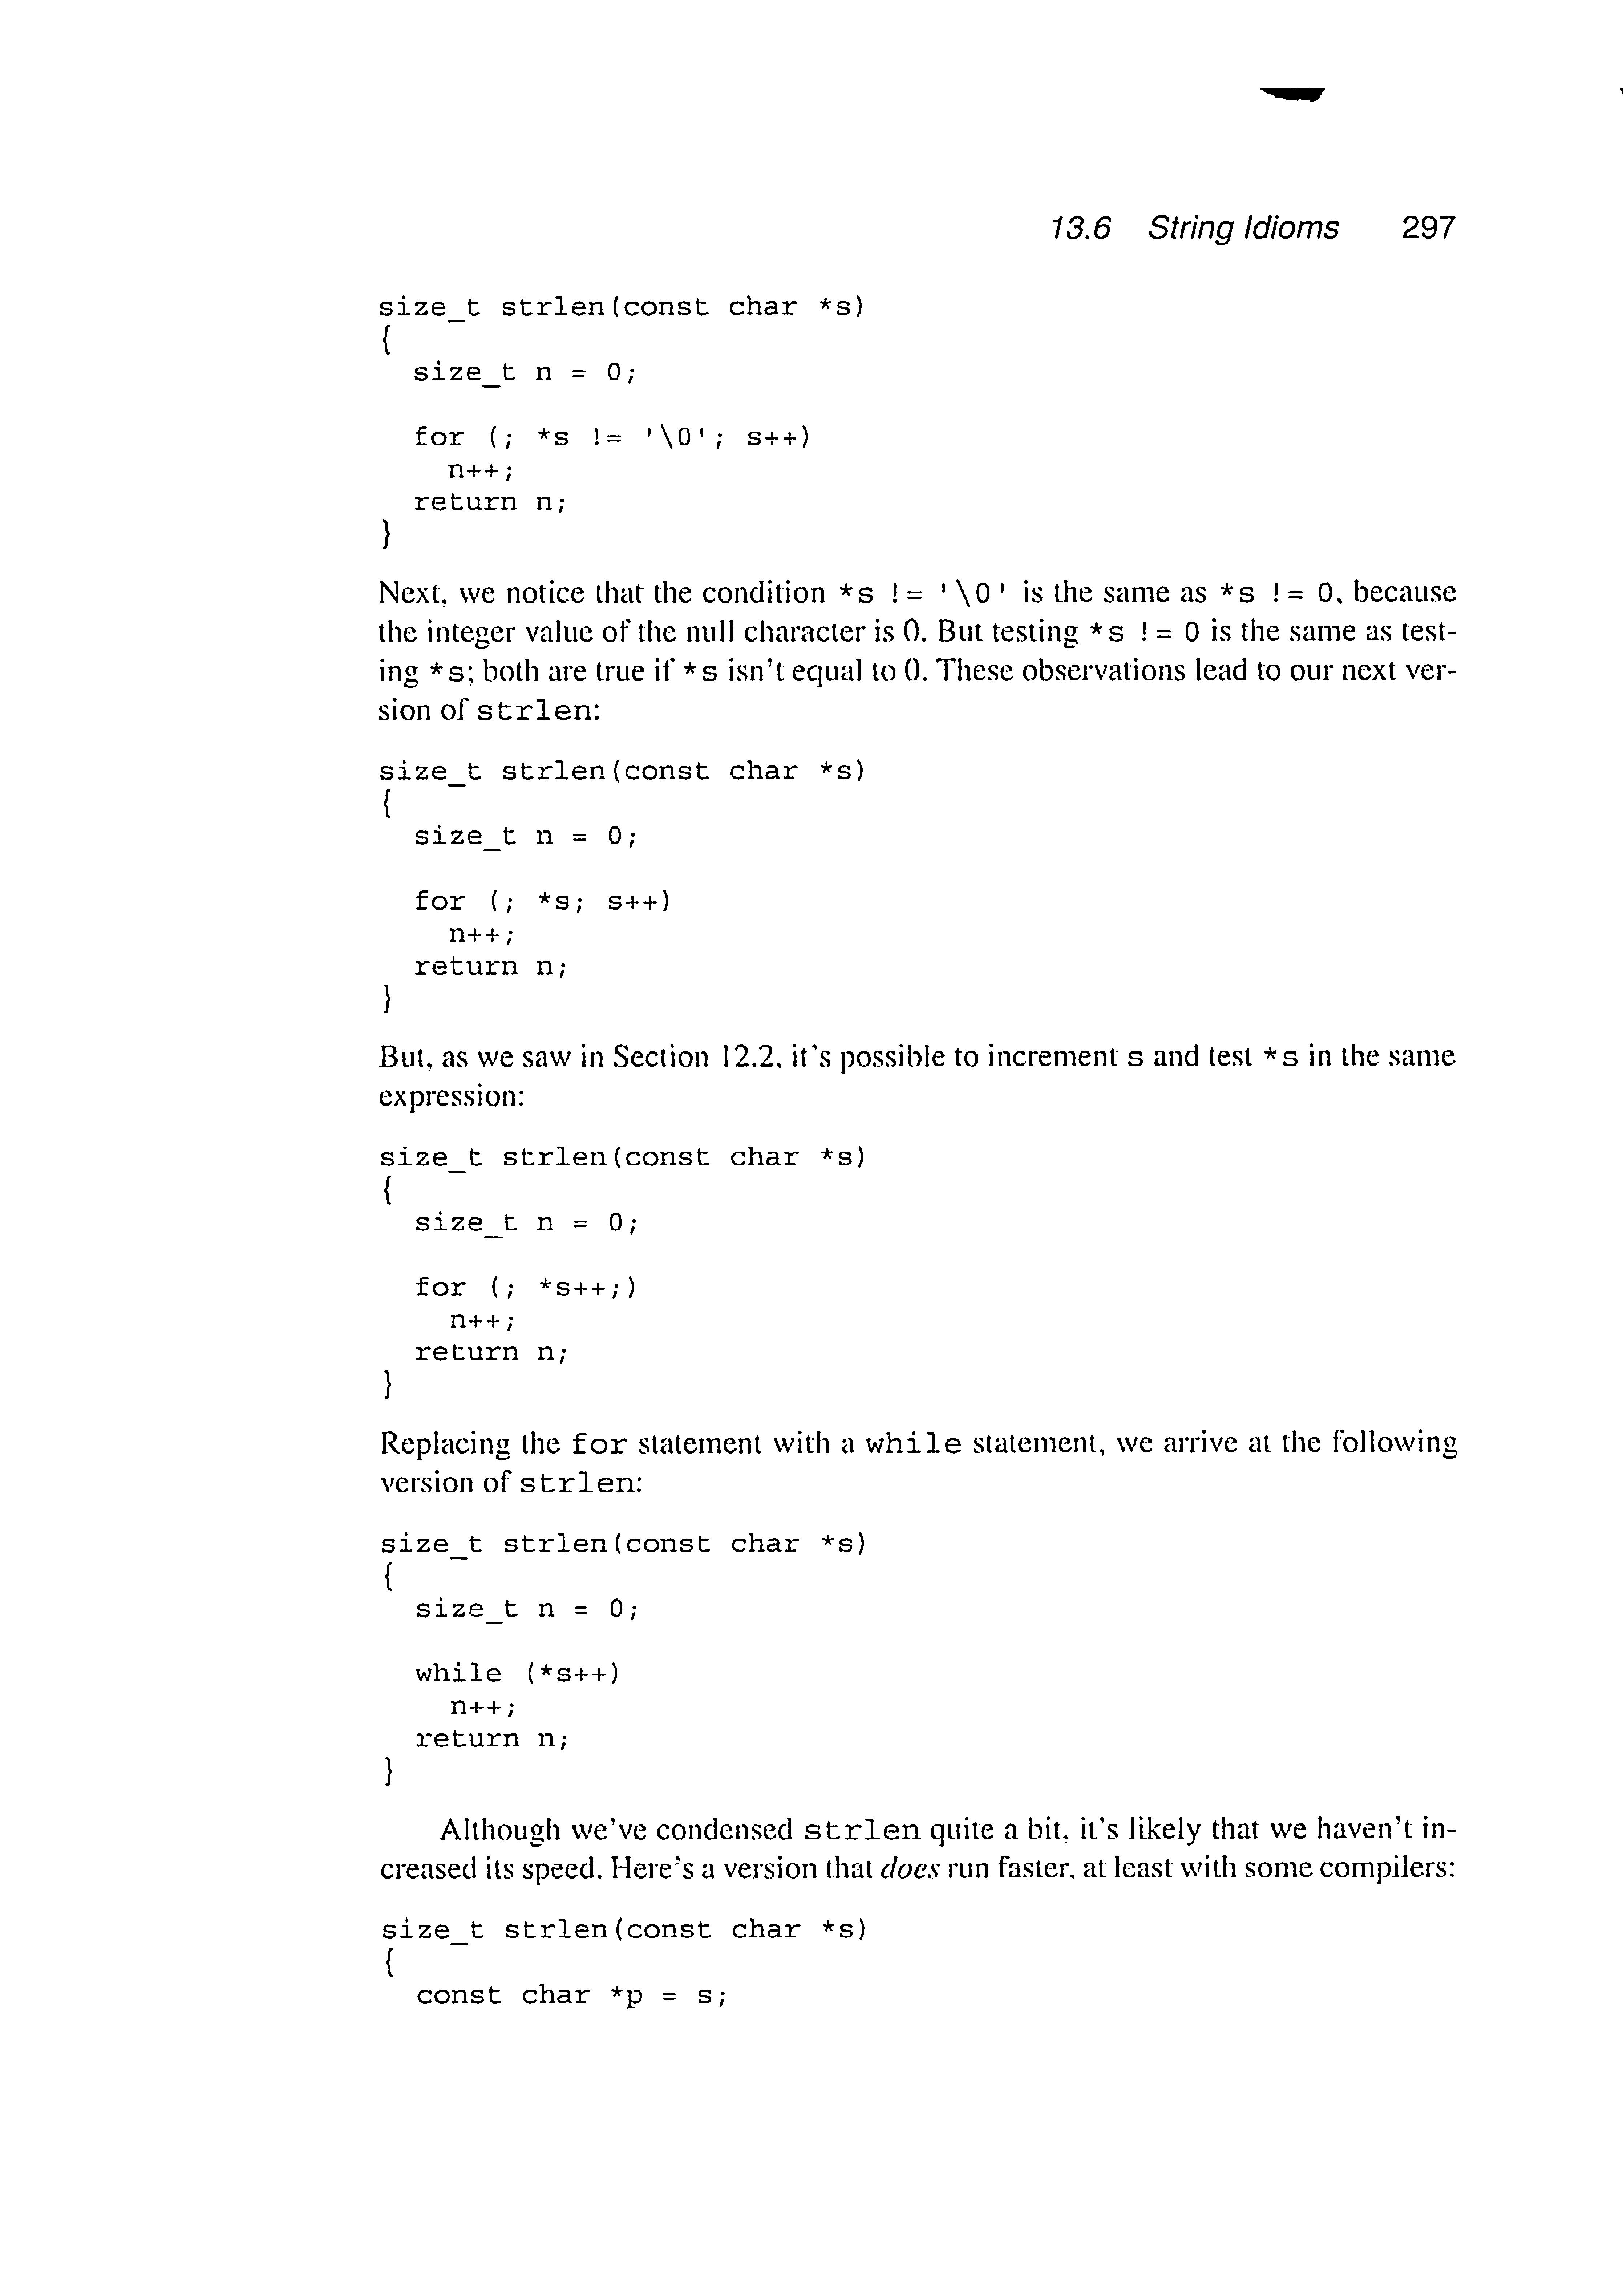 13.6 String Idioms 297
size_t strlen(const char *s)
{
  size_t n = 0;
  for (; *s != '\0'; s++)
    n++;
  return n;
}
Next, we notice that the condition *s != '\0' is the same as *s != 0, because
the integer value of the null character is 0. But testing *s != 0 is the same as test-
ing *s; both are true if *s isn't equal to 0. These observations lead to our next ver-
sion of strlen:
size_t strlen(const char *s)
{
  size_t n = 0;
  for (; *s; s++)
    n++;
  return n;
}
But, as we saw in Section 12.2, it's possible to increment s and test *s in the same
expression:
size_t strlen(const char *s)
{
  size_t n = 0;
  for (; *s++;)
    n++;
  return n;
}
Replacing the for statement with a while statement, we arrive at the following
version of strlen:
size_t strlen(const char *s)
{
  size_t n = 0;
  while (*s++)
    n++;
  return n;
}
Although we've condensed strlen quite a bit, it's likely that we haven't in-
creased its speed. Here's a version that does run faster, at least with some compilers:
size_t strlen(const char *s)
{
  const char *p = s;